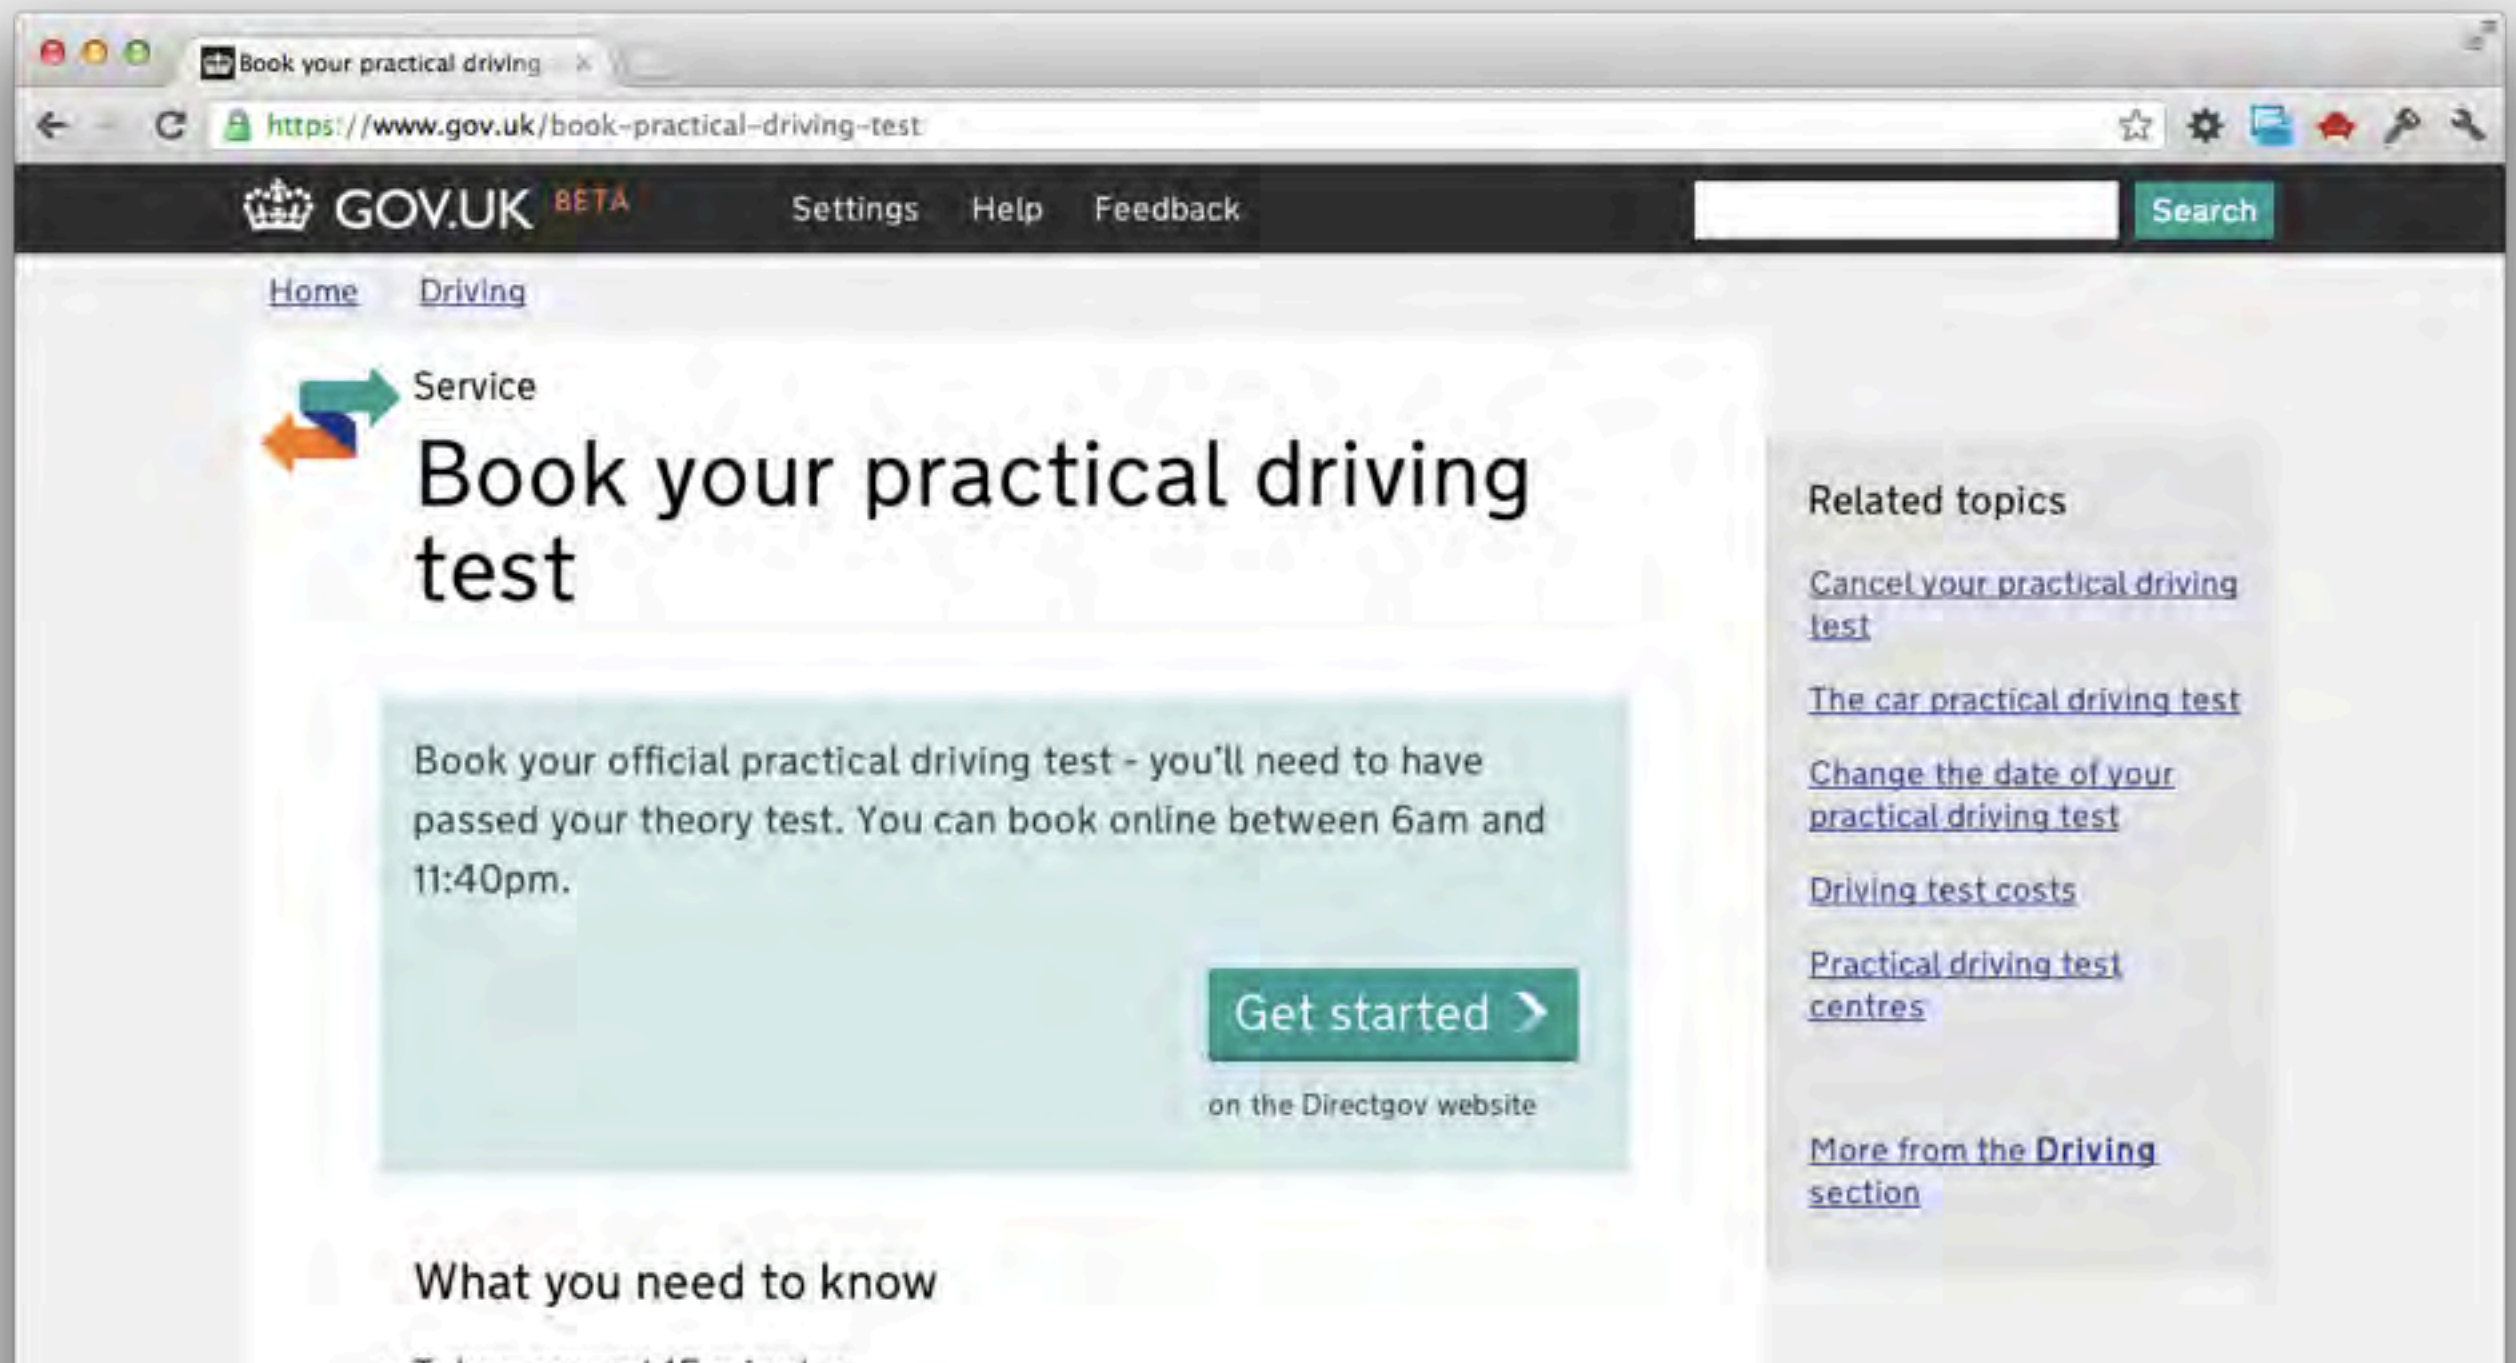 Book your practical driving
https://www.gov.uk/book-practical-driving-test
GOV.UK BETA Settings Help Feedback Search
Home Driving
Service
Book your practical driving
test
Book your official practical driving test - you'll need to have
passed your theory test. You can book online between 6am and
11:40pm.
Get started
on the Directgov website
What you need to know
Related topics
Cancel your practical driving
test
The car practical driving test
Change the date of your
practical driving test
Driving test costs
Practical driving test
centres
More from the Driving
section